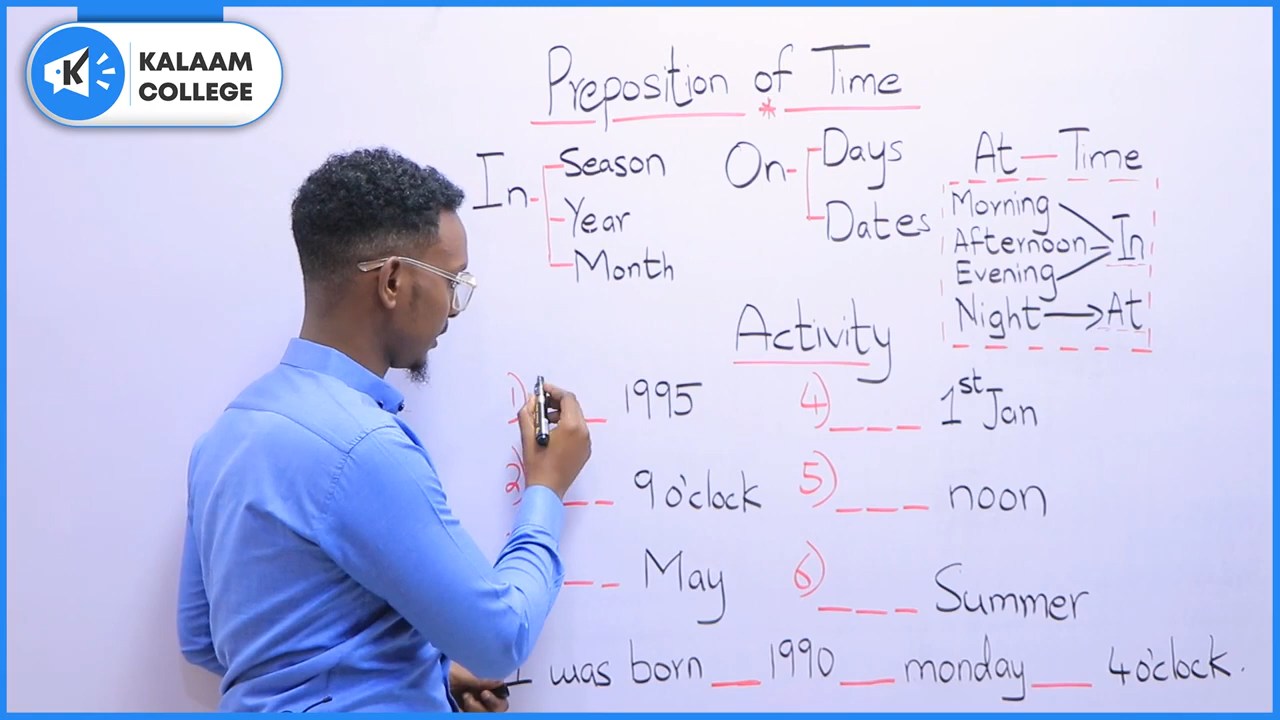 KALAAM
COLLEGE
K
Preposition of Time
*
In
Season
Year
Month
On
Days
Dates
At — Time
Morning
Afternoon
Evening
In
Night → At
Activity
1) ___ 1995
2) ___ 9 o'clock
___ May
4) ___ 1st Jan
5) ___ noon
6) ___ Summer
I was born __ 1990 __ monday __ 4 o'clock.